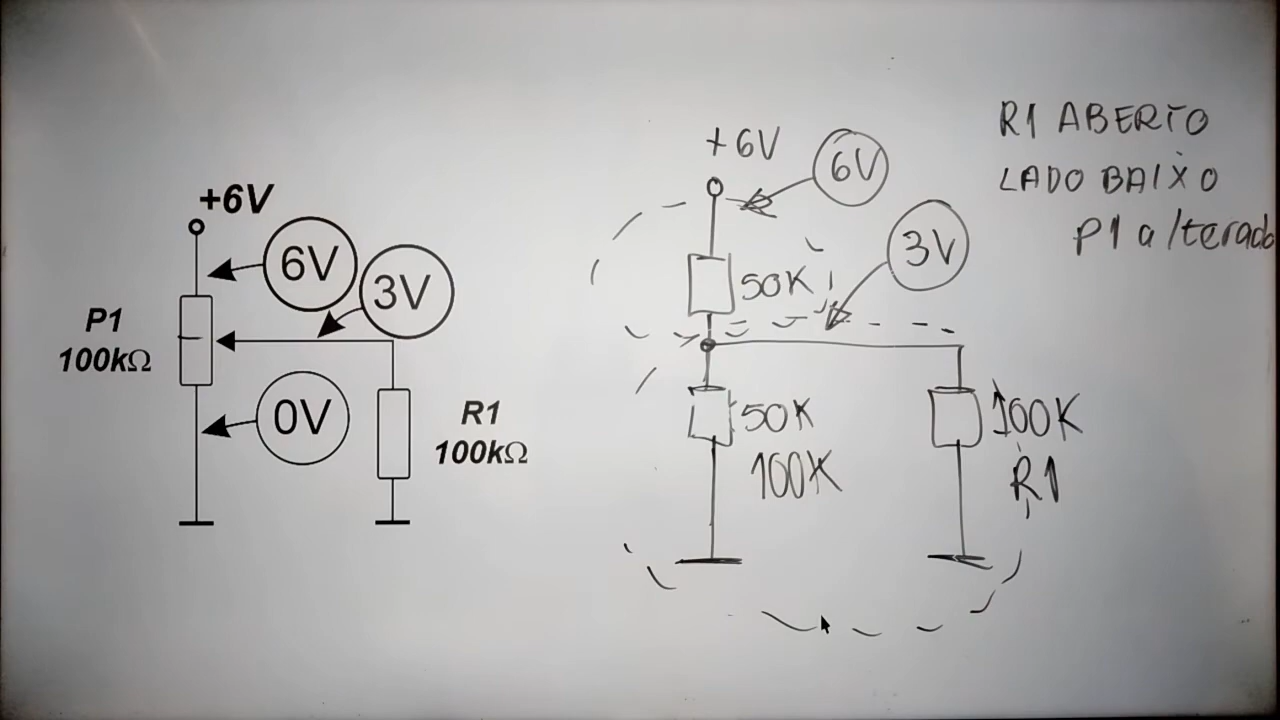 +6V
6V
3V
P1
100kΩ
0V
R1
100kΩ
+6V
6V
3V
50K
50K
100K
100K
R1
R1 ABERTO
LADO BAIXO
P1 alterado